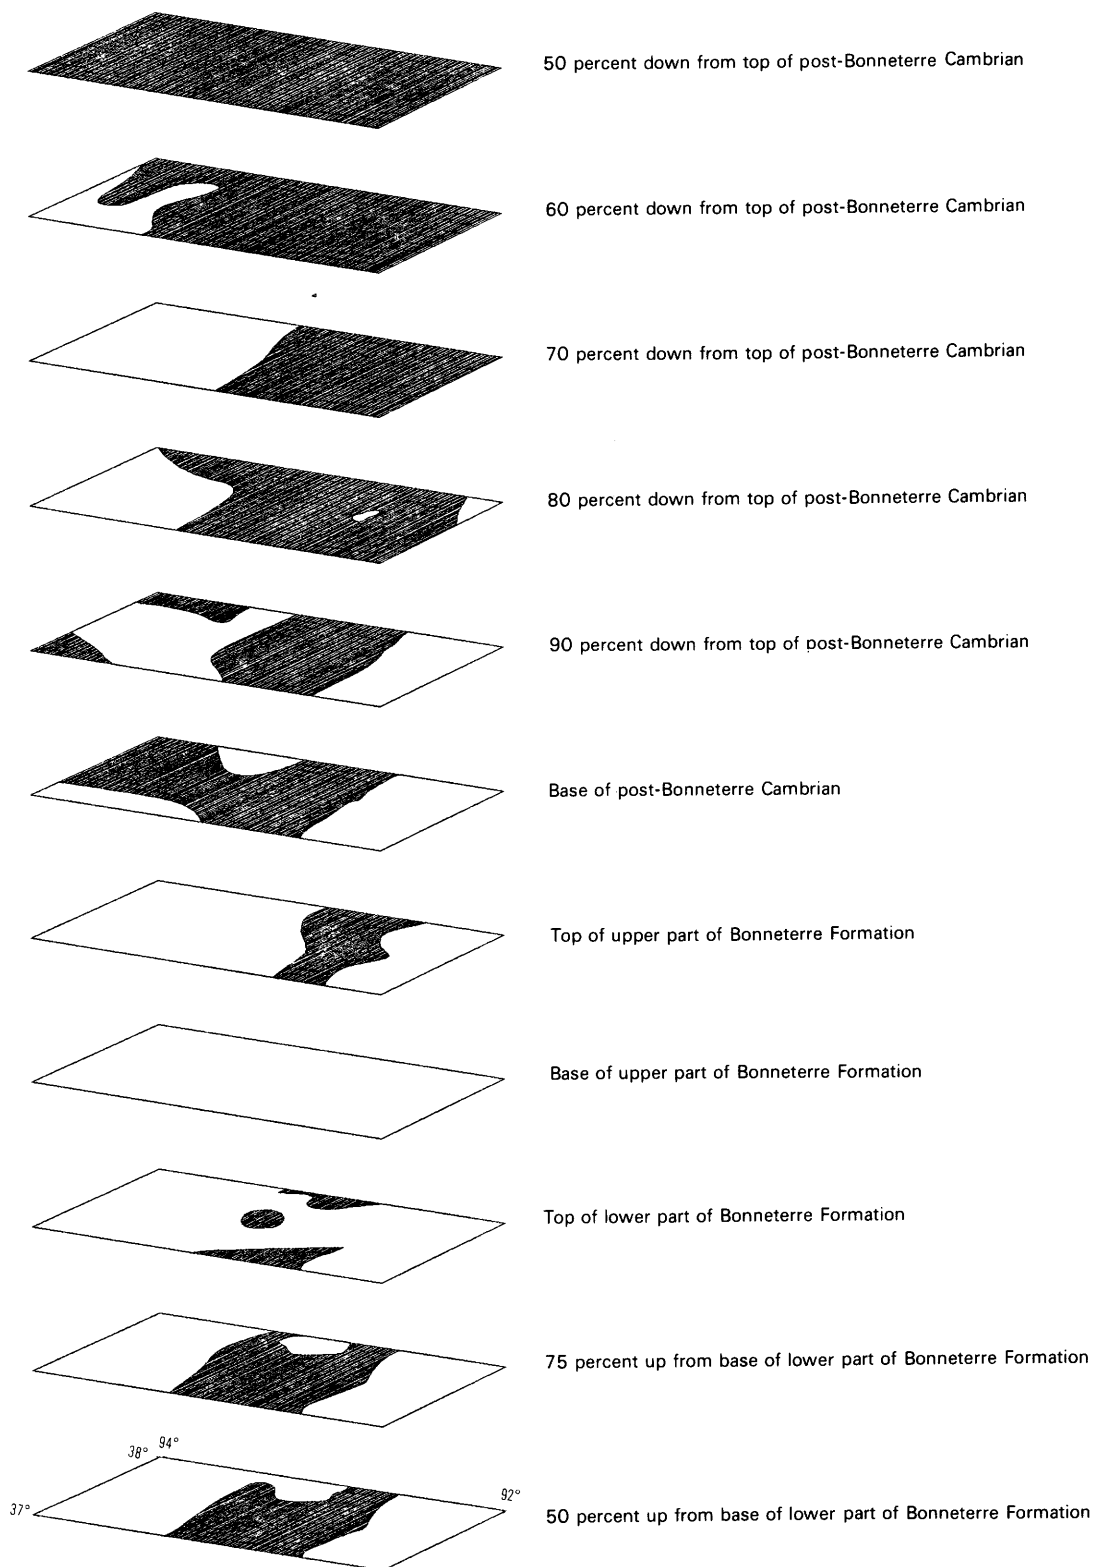 50 percent down from top of post-Bonneterre Cambrian
60 percent down from top of post-Bonneterre Cambrian
70 percent down from top of post-Bonneterre Cambrian
80 percent down from top of post-Bonneterre Cambrian
90 percent down from top of post-Bonneterre Cambrian
Base of post-Bonneterre Cambrian
Top of upper part of Bonneterre Formation
Base of upper part of Bonneterre Formation
Top of lower part of Bonneterre Formation
75 percent up from base of lower part of Bonneterre Formation
38° 94°
37° 92°
50 percent up from base of lower part of Bonneterre Formation